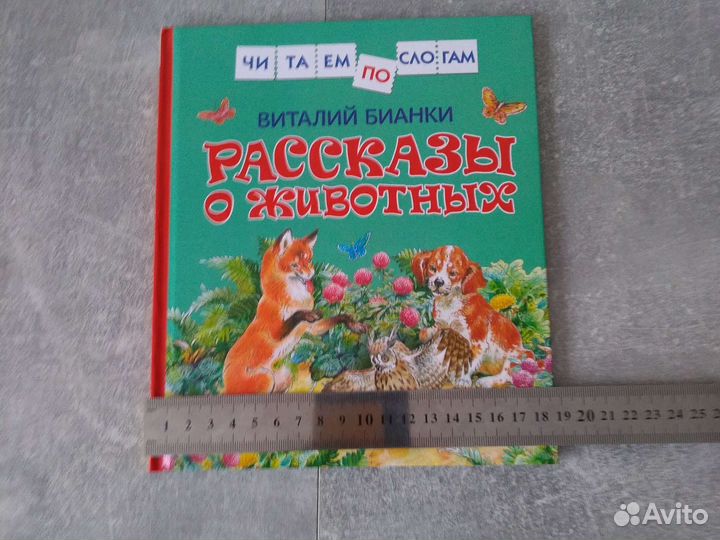 ЧИ ТА ЕМ ПО СЛО ГАМ
ВИТАЛИЙ БИАНКИ
РАССКАЗЫ
О ЖИВОТНЫХ
1 2 3 4 5 6 7 8 9 10 11 12 13 14 15 16 17 18 19 20 21 22 23 24 25
Avito